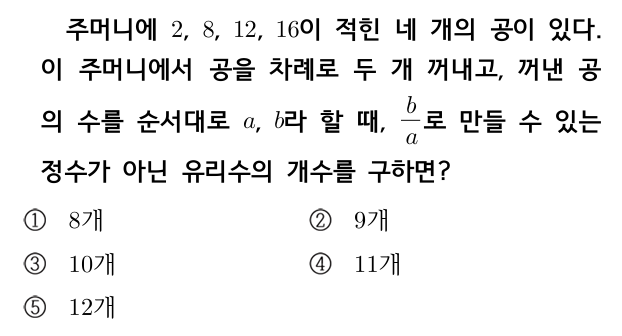 주머니에 2, 8, 12, 16이 적힌 네 개의 공이 있다.
이 주머니에서 공을 차례로 두 개 꺼내고, 꺼낸 공
의 수를 순서대로 a, b라 할 때, b/a로 만들 수 있는
정수가 아닌 유리수의 개수를 구하면?
① 8개 ② 9개
③ 10개 ④ 11개
⑤ 12개